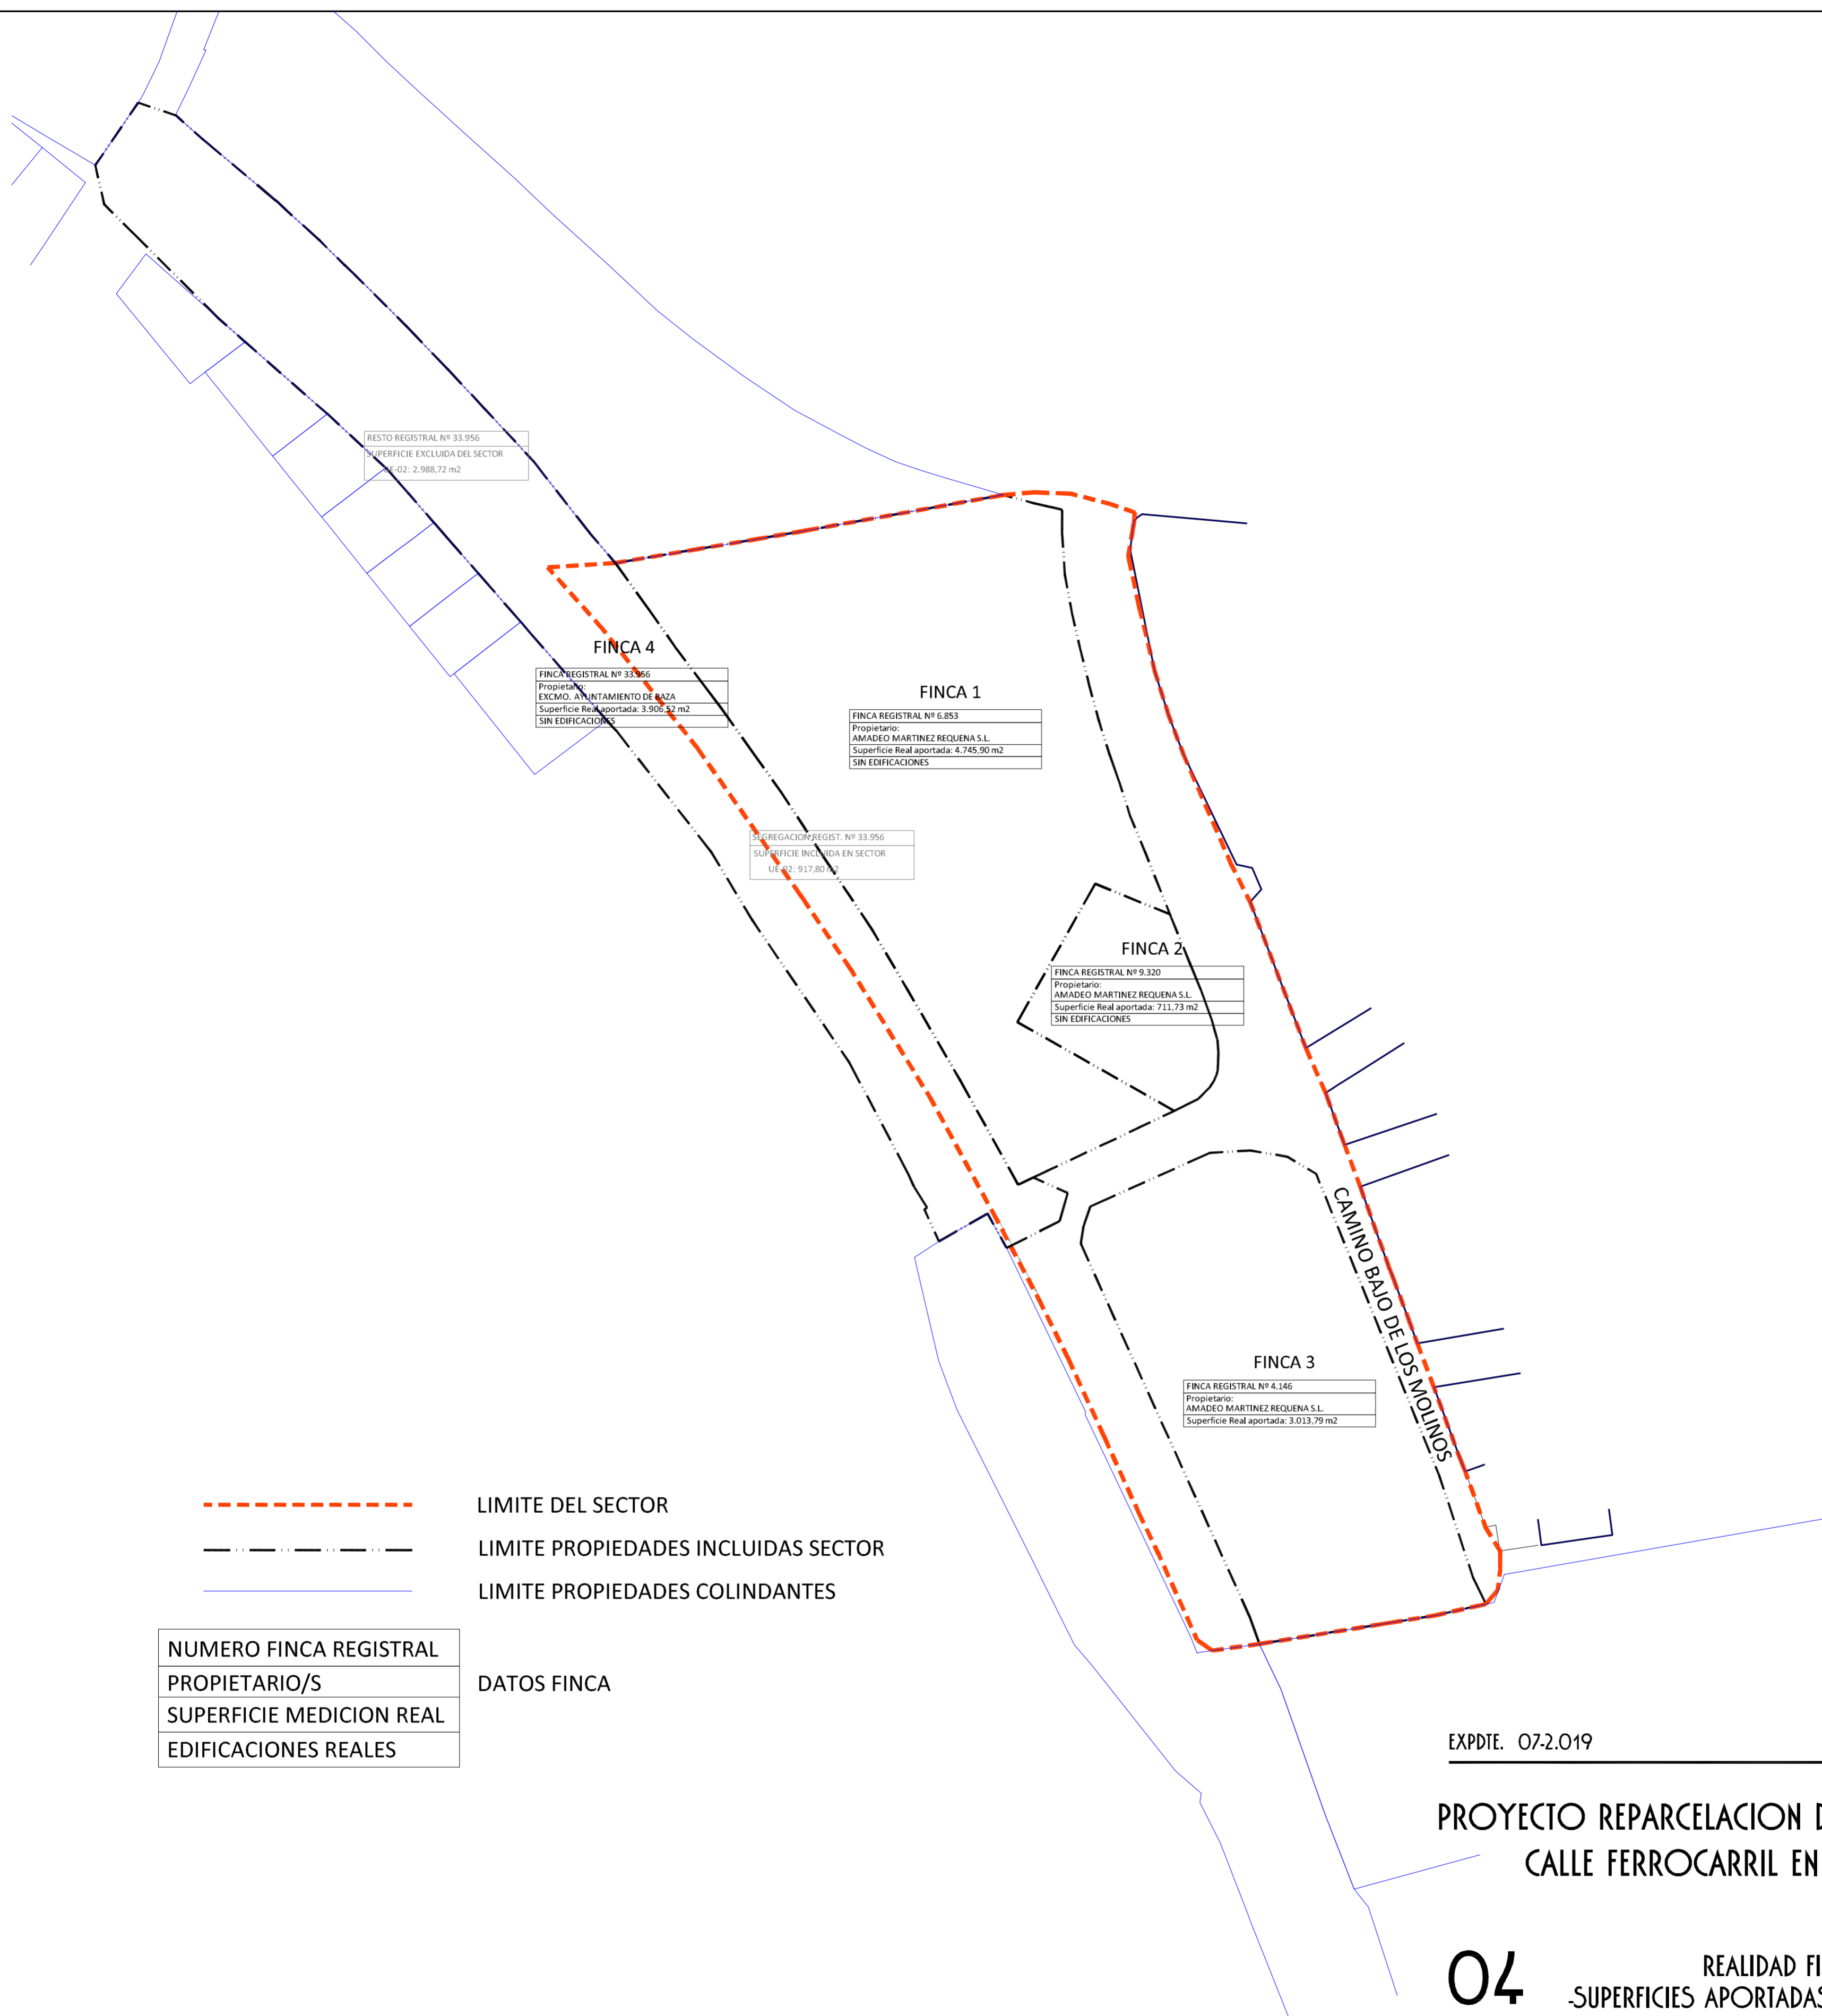 RESTO REGISTRAL Nº 33.956
SUPERFICIE EXCLUIDA DEL SECTOR
UE-02: 2.988,72 m2
FINCA 4
FINCA REGISTRAL Nº 33.956
Propietario:
EXCMO. AYUNTAMIENTO DE BAZA
Superficie Real aportada: 3.906,52 m2
SIN EDIFICACIONES
FINCA 1
FINCA REGISTRAL Nº 6.853
Propietario:
AMADEO MARTINEZ REQUENA S.L.
Superficie Real aportada: 4.745,90 m2
SIN EDIFICACIONES
SEGREGACION REGIST. Nº 33.956
SUPERFICIE INCLUIDA EN SECTOR
UE-02: 917,80 m2
FINCA 2
FINCA REGISTRAL Nº 9.320
Propietario:
AMADEO MARTINEZ REQUENA S.L.
Superficie Real aportada: 711,73 m2
SIN EDIFICACIONES
CAMINO BAJO DE LOS MOLINOS
FINCA 3
FINCA REGISTRAL Nº 4.146
Propietario:
AMADEO MARTINEZ REQUENA S.L.
Superficie Real aportada: 3.013,79 m2
LIMITE DEL SECTOR
LIMITE PROPIEDADES INCLUIDAS SECTOR
LIMITE PROPIEDADES COLINDANTES
NUMERO FINCA REGISTRAL
PROPIETARIO/S
SUPERFICIE MEDICION REAL
EDIFICACIONES REALES
DATOS FINCA
EXPDTE. 07-2.019
PROYECTO REPARCELACION
CALLE FERROCARRIL EN
04
REALIDAD
-SUPERFICIES APORTADAS